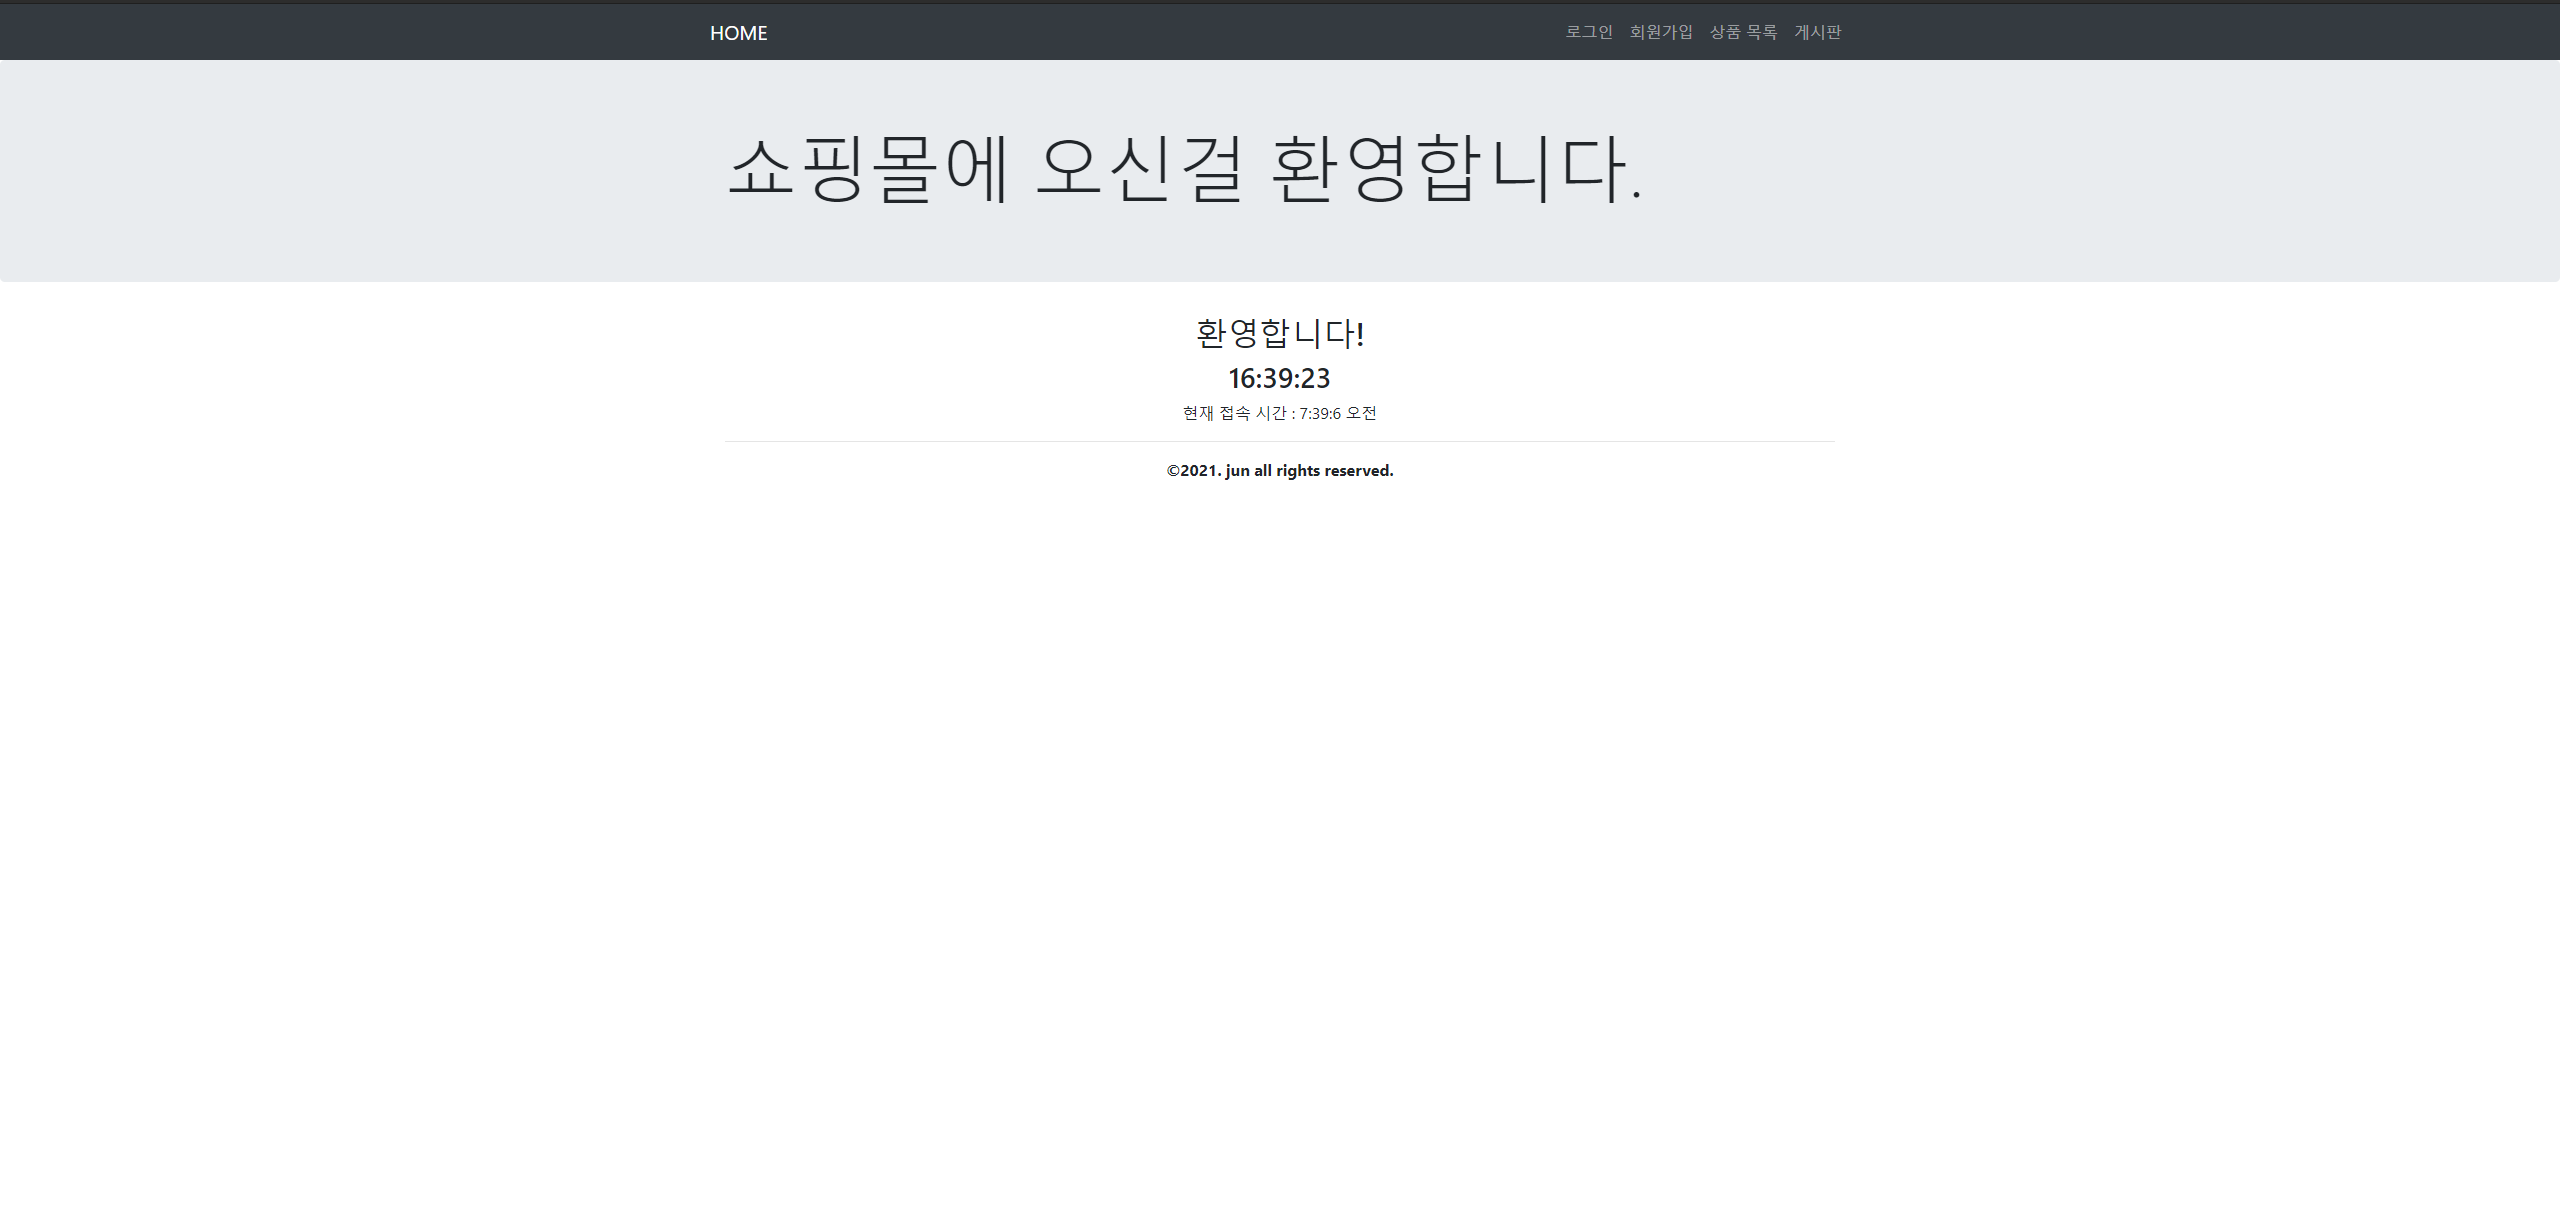 HOME 로그인 회원가입 상품 목록 게시판
쇼핑몰에 오신걸 환영합니다.
환영합니다!
16:39:23
현재 접속 시간 : 7:39:6 오전
©2021. jun all rights reserved.